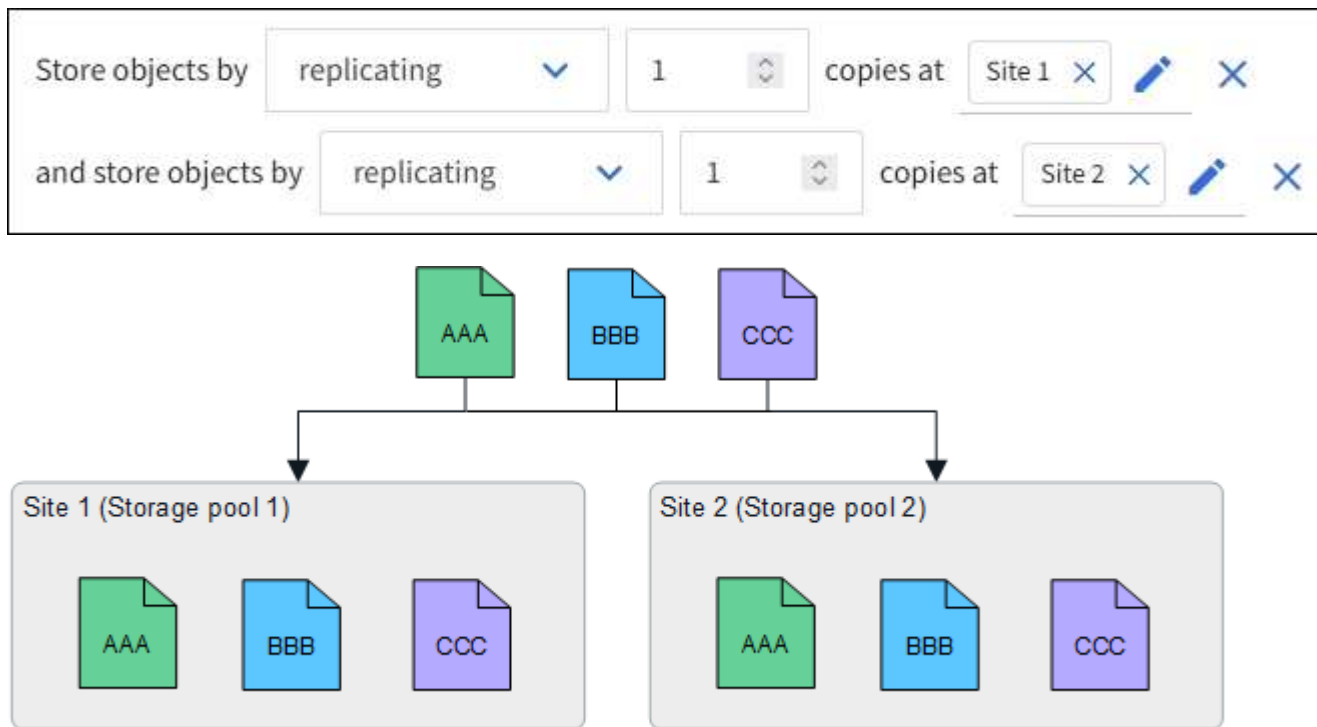 Store objects by replicating 1 copies at Site 1
and store objects by replicating 1 copies at Site 2
AAA BBB CCC
Site 1 (Storage pool 1)
AAA BBB CCC
Site 2 (Storage pool 2)
AAA BBB CCC